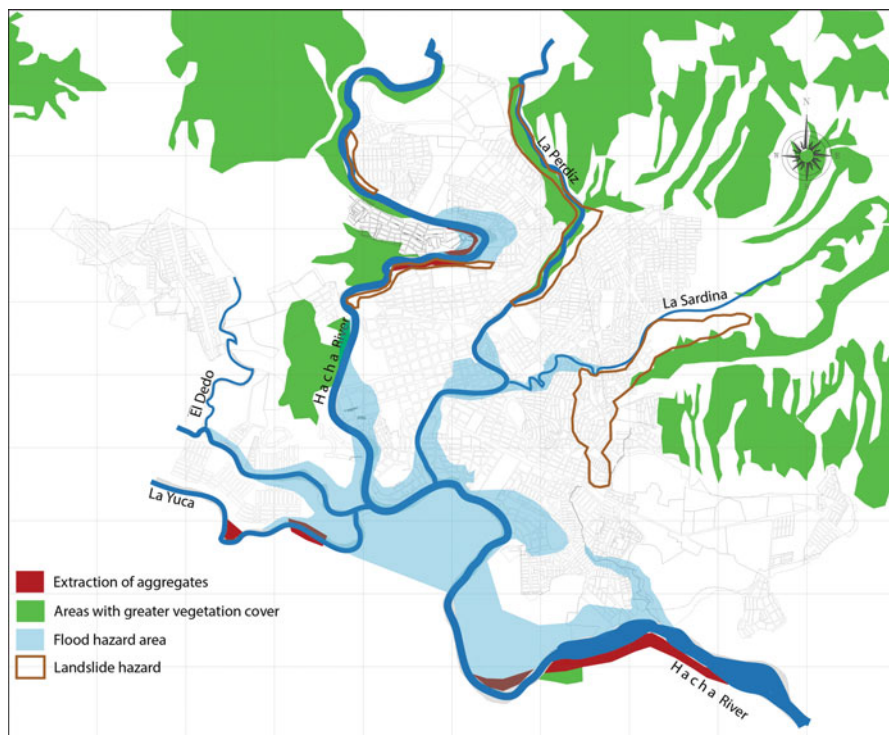 N
La Perdíz
La Sardina
Hacha River
El Dedo
La Yuca
Extraction of aggregates
Areas with greater vegetation cover
Flood hazard area
Landslide hazard
Hacha River